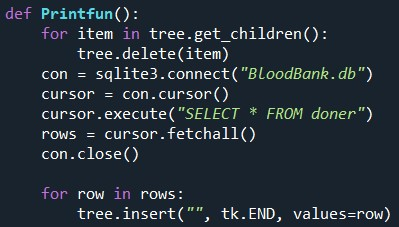 def Printfun():
    for item in tree.get_children():
        tree.delete(item)
    con = sqlite3.connect("BloodBank.db")
    cursor = con.cursor()
    cursor.execute("SELECT * FROM doner")
    rows = cursor.fetchall()
    con.close()

    for row in rows:
        tree.insert("", tk.END, values=row)